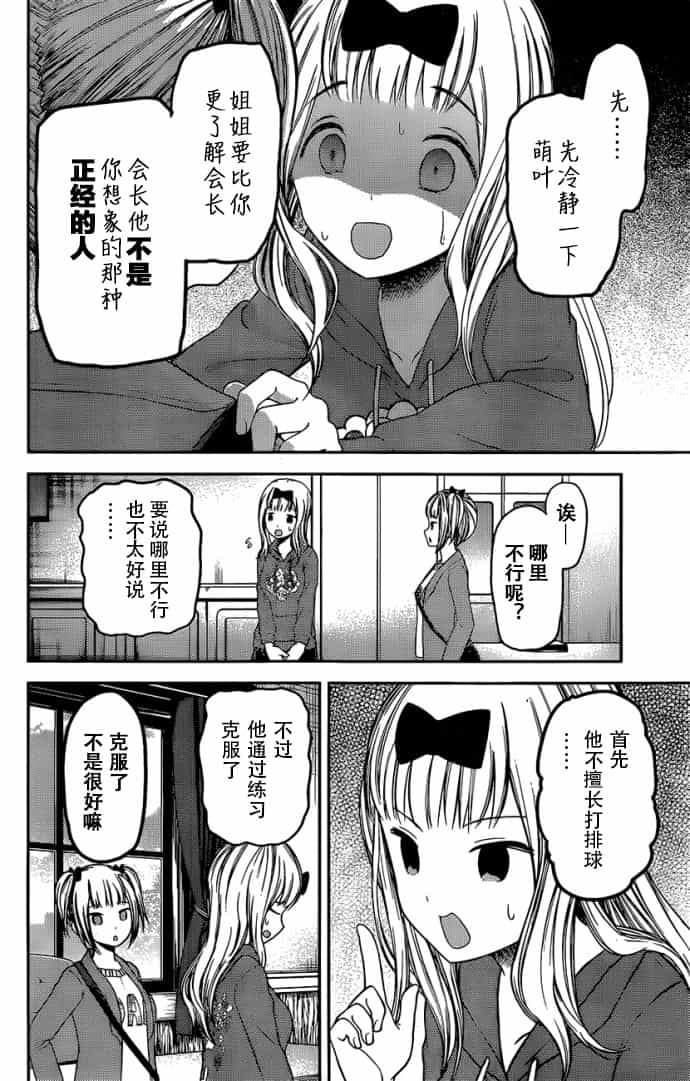 先……
先冷静一下
萌叶
姐姐要比你
更了解会长
会长他不是
你想象的那种
正经的人
诶—
哪里
不行呢？
要说哪里不行
也不太好说
……
首先
他不擅长打排球
……
不过
他通过练习
克服了
克服了
不是很好嘛
A